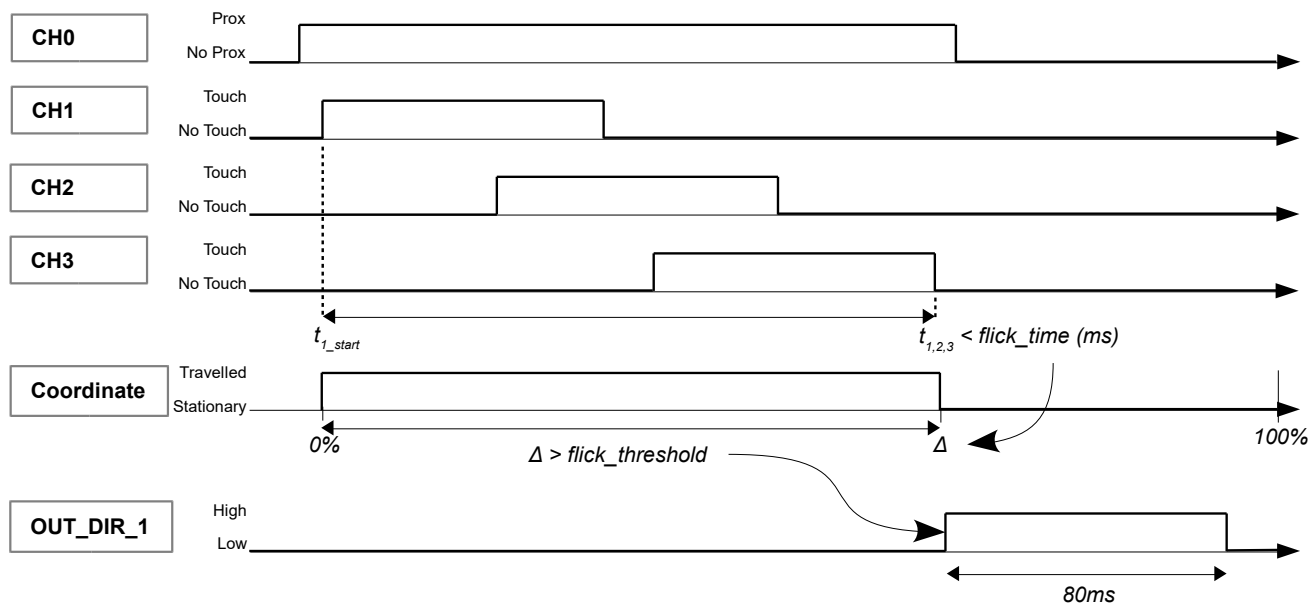 CH0
Prox
No Prox
CH1
Touch
No Touch
CH2
Touch
No Touch
CH3
Touch
No Touch
t1_start
t1,2,3 < flick_time (ms)
Coordinate
Travelled
Stationary
0%
Δ
100%
Δ > flick_threshold
OUT_DIR_1
High
Low
80ms